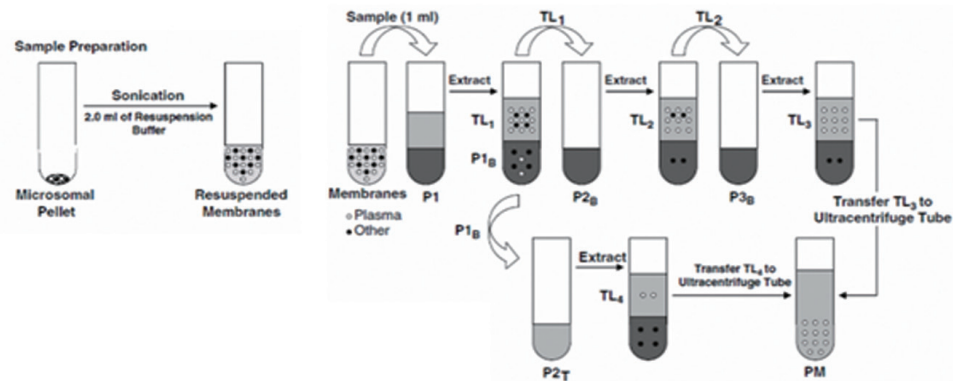 Sample Preparation
Sonication
2.0 ml of Resuspension
Buffer
Microsomal
Pellet
Resuspended
Membranes
Sample (1 ml)
TL1
TL2
Extract
Extract
Extract
TL1
P1B
TL2
TL3
Membranes
P1
P2B
P3B
○Plasma
●Other
P1B
Transfer TL3 to
Ultracentrifuge Tube
Extract
TL4
Transfer TL4 to
Ultracentrifuge Tube
P2T
PM